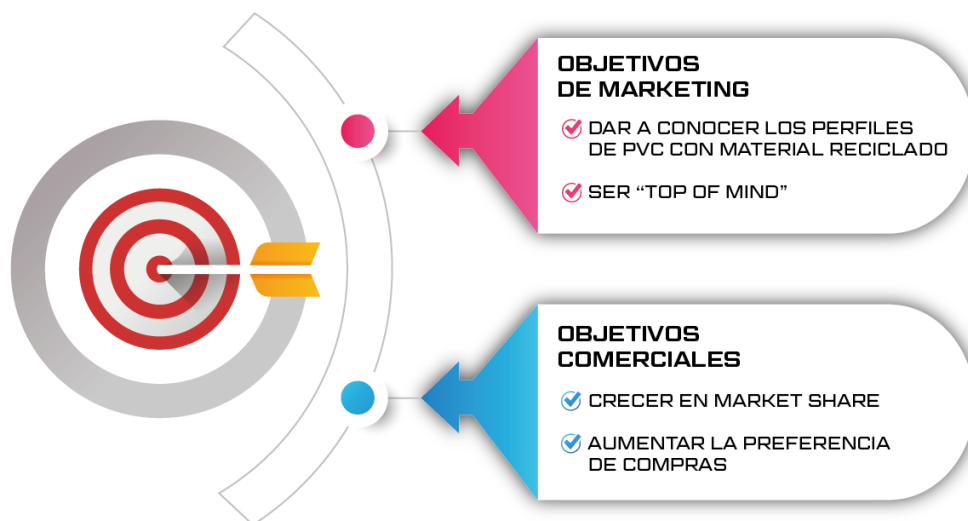 OBJETIVOS
DE MARKETING
DAR A CONOCER LOS PERFILES
DE PVC CON MATERIAL RECICLADO
SER “TOP OF MIND”
OBJETIVOS
COMERCIALES
CRECER EN MARKET SHARE
AUMENTAR LA PREFERENCIA
DE COMPRAS